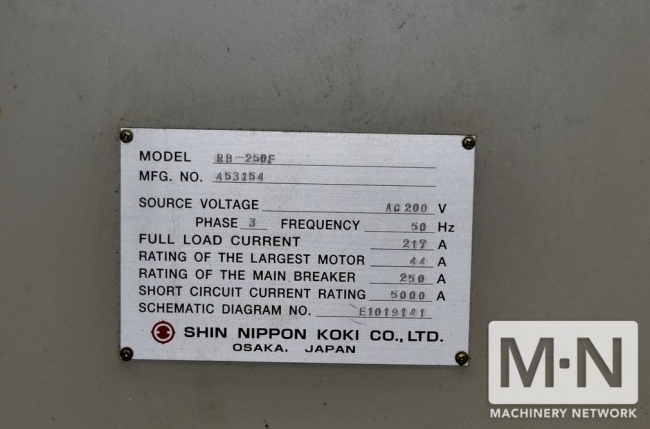 MODEL RB-250F
MFG. NO. 453154
SOURCE VOLTAGE AC 200 V
PHASE 3 FREQUENCY 50 Hz
FULL LOAD CURRENT 217 A
RATING OF THE LARGEST MOTOR 44 A
RATING OF THE MAIN BREAKER 250 A
SHORT CIRCUIT CURRENT RATING 5000 A
SCHEMATIC DIAGRAM NO. E1019141
SHIN NIPPON KOKI CO., LTD.
OSAKA, JAPAN
M·N
MACHINERY NETWORK